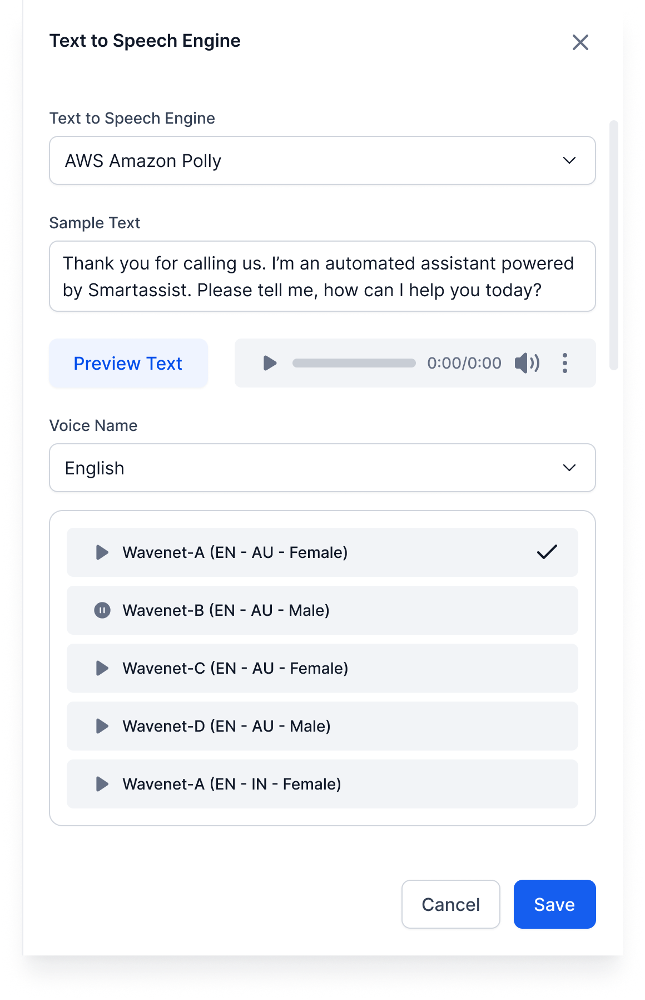 Text to Speech Engine
Text to Speech Engine
AWS Amazon Polly
Sample Text
Thank you for calling us. I’m an automated assistant powered
by Smartassist. Please tell me, how can I help you today?
Preview Text
0:00/0:00
Voice Name
English
Wavenet-A (EN - AU - Female)
Wavenet-B (EN - AU - Male)
Wavenet-C (EN - AU - Female)
Wavenet-D (EN - AU - Male)
Wavenet-A (EN - IN - Female)
Cancel
Save